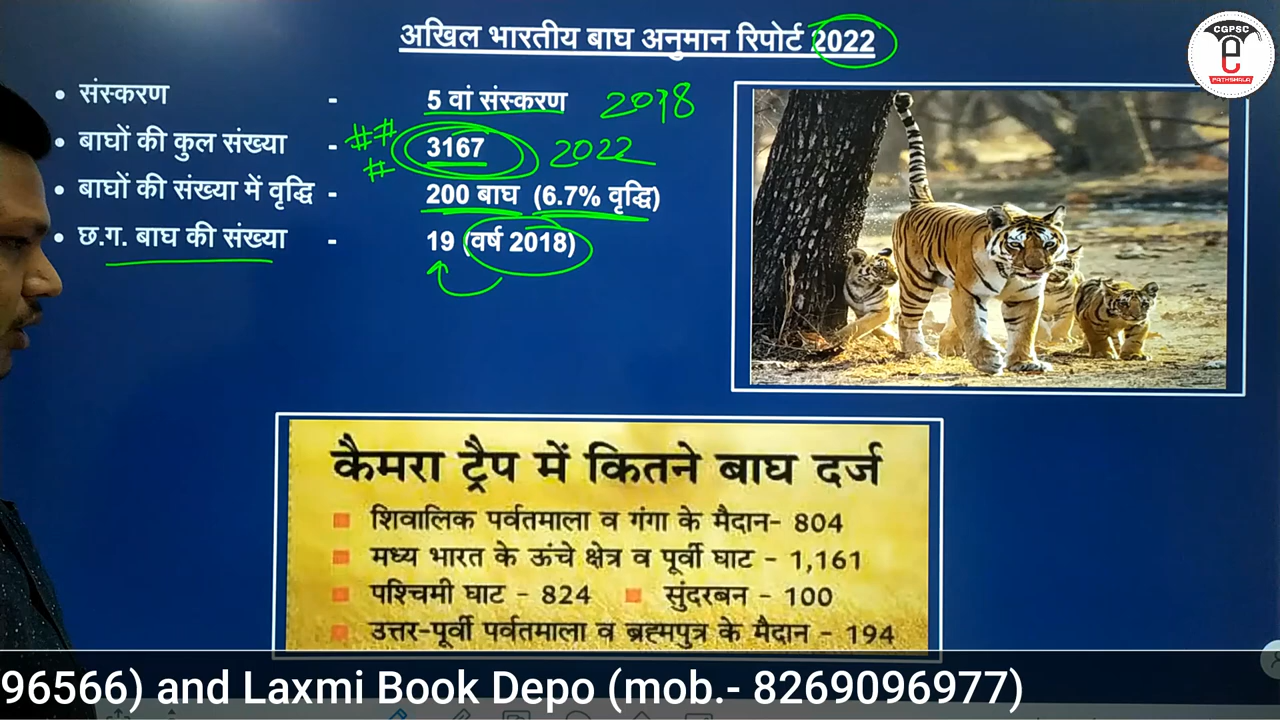 अखिल भारतीय बाघ अनुमान रिपोर्ट 2022
CGPSC
e
PATHSHALA
• संस्करण - 5 वां संस्करण 2018
• बाघों की कुल संख्या - ### 3167 2022
• बाघों की संख्या में वृद्धि - 200 बाघ (6.7% वृद्धि)
• छ.ग. बाघ की संख्या - 19 (वर्ष 2018)
कैमरा ट्रैप में कितने बाघ दर्ज
शिवालिक पर्वतमाला व गंगा के मैदान- 804
मध्य भारत के ऊंचे क्षेत्र व पूर्वी घाट - 1,161
पश्चिमी घाट - 824 सुंदरबन - 100
उत्तर-पूर्वी पर्वतमाला व ब्रह्मपुत्र के मैदान - 194
96566) and Laxmi Book Depo (mob.- 8269096977)